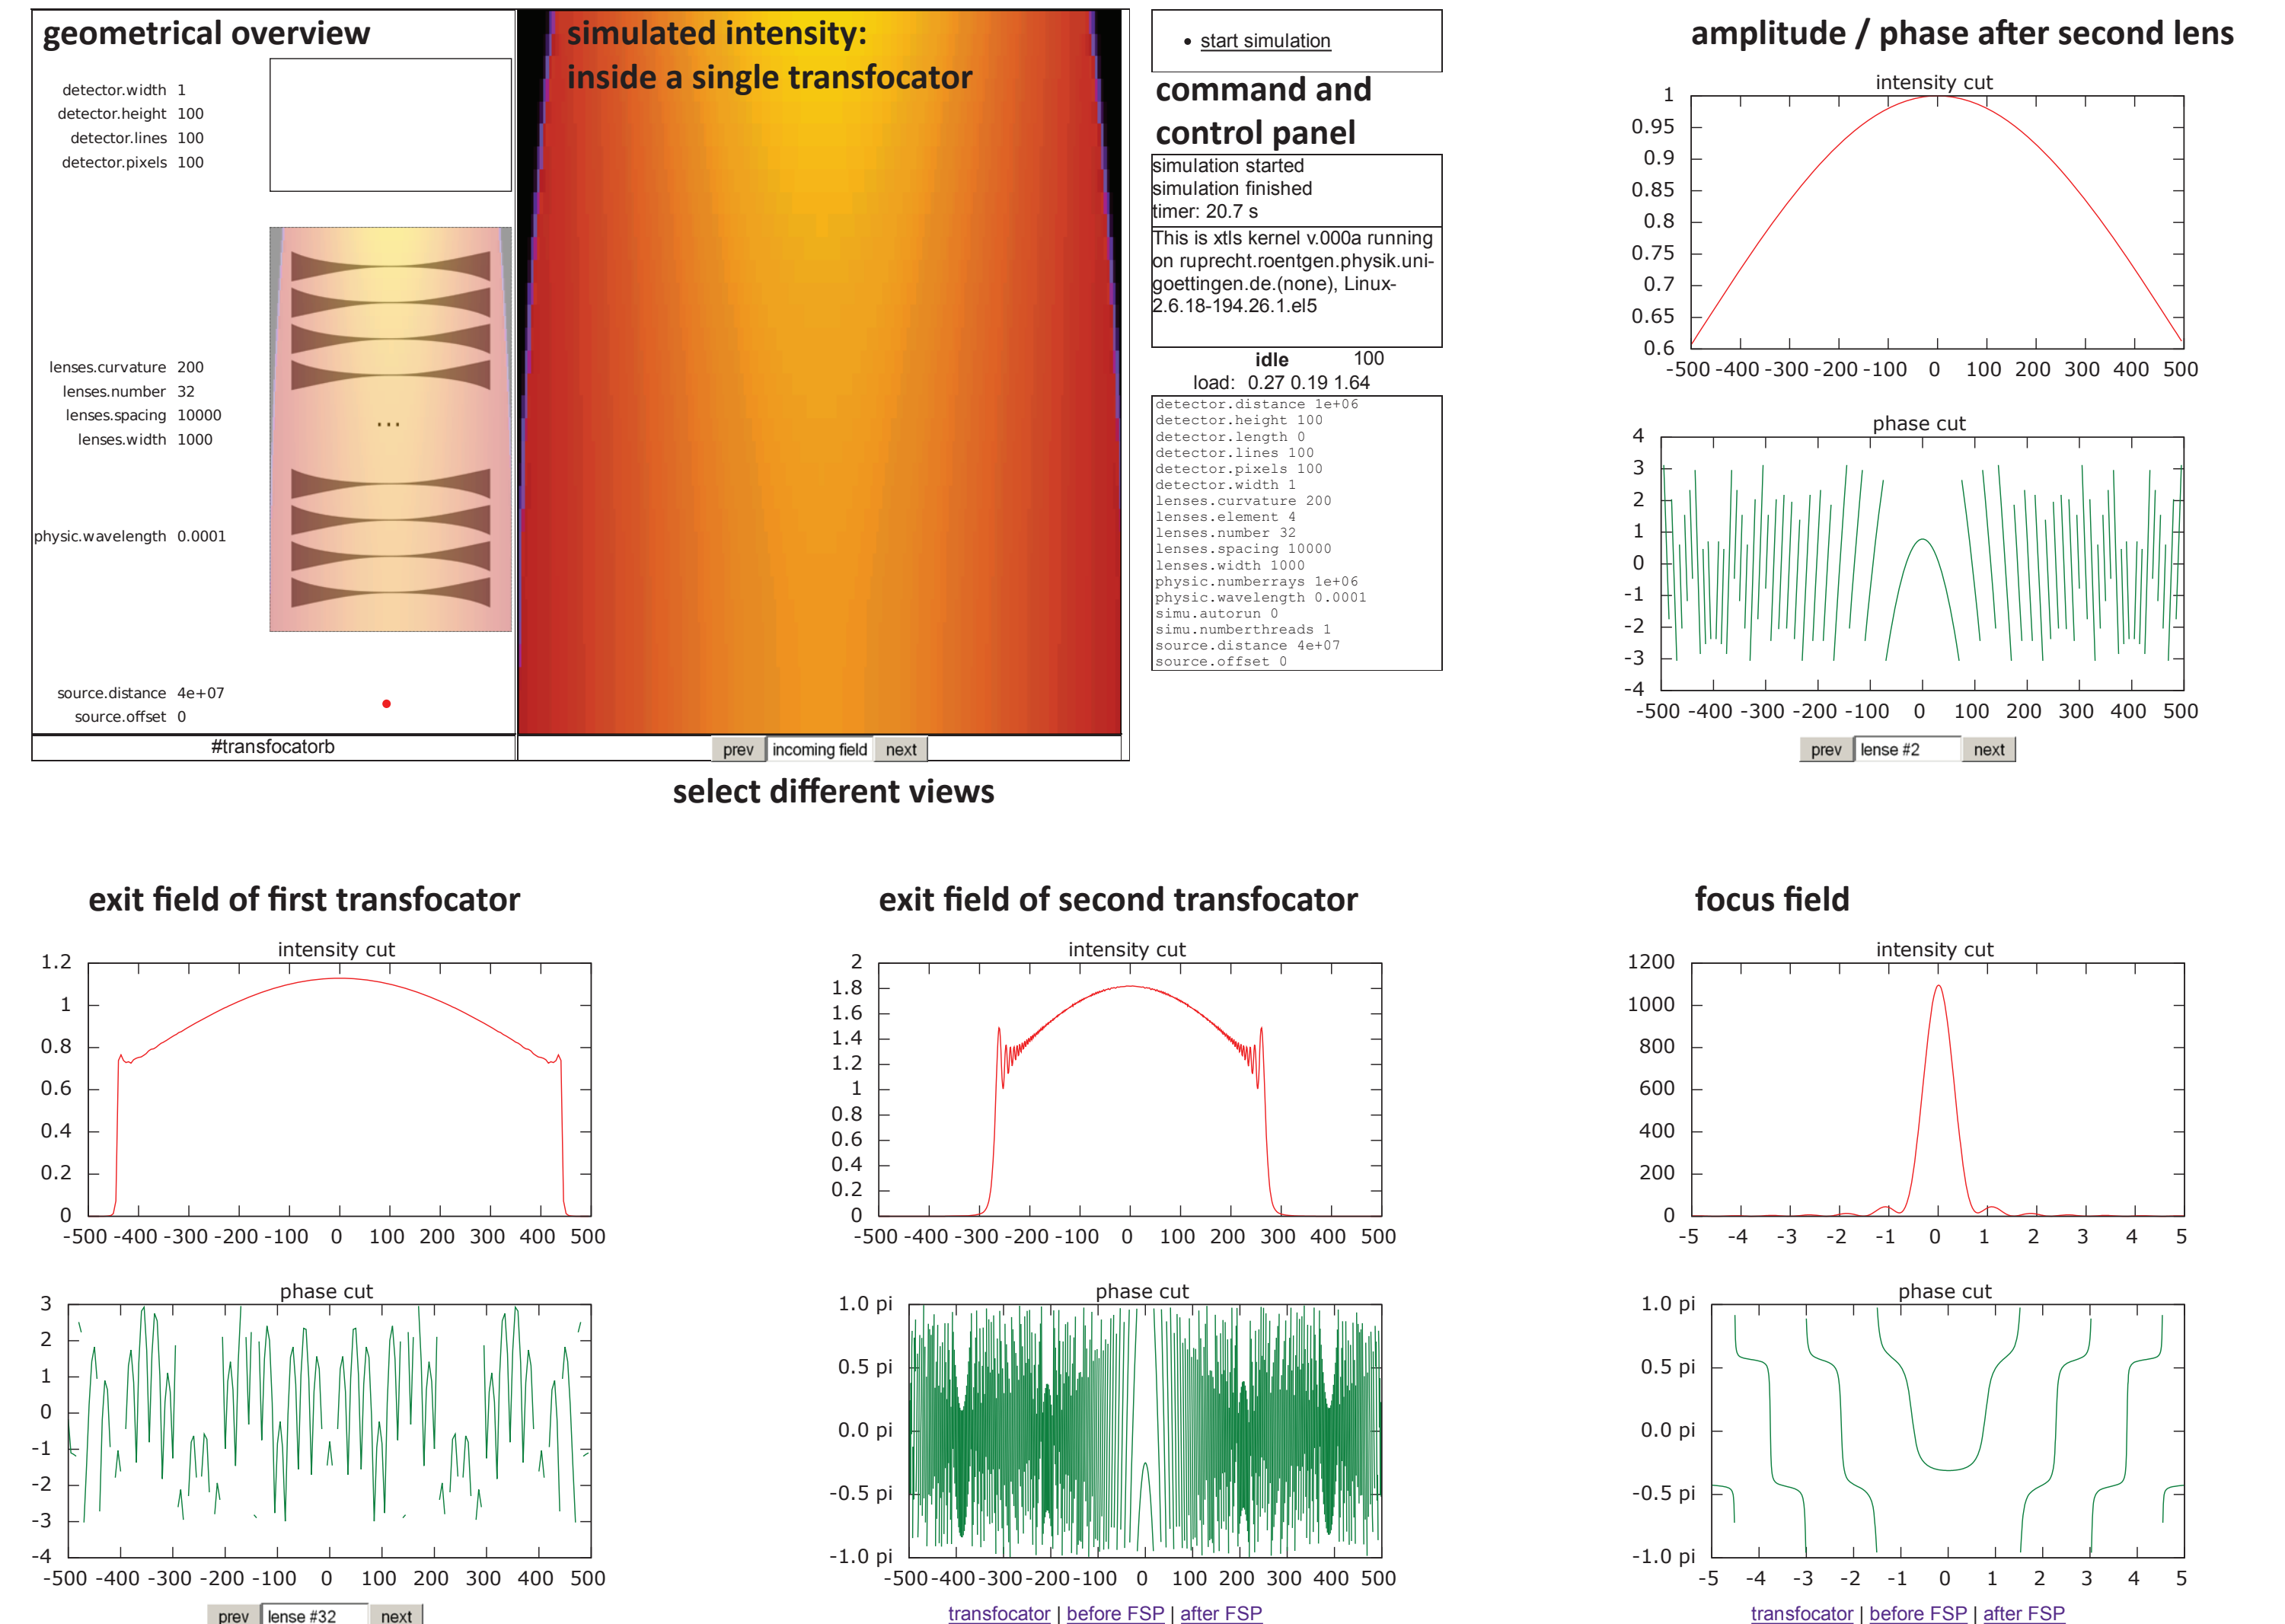 geometrical overview
detector.width 1
detector.height 100
detector.lines 100
detector.pixels 100
lenses.curvature 200
lenses.number 32
lenses.spacing 10000
lenses.width 1000
...
physic.wavelength 0.0001
source.distance 4e+07
source.offset 0
#transfocatorb
simulated intensity:
inside a single transfocator
prev incoming field next
select different views
• start simulation
command and
control panel
simulation started
simulation finished
timer: 20.7 s
This is xtls kernel v.000a running
on ruprecht.roentgen.physik.uni-
goettingen.de.(none), Linux-
2.6.18-194.26.1.el5
idle 100
load: 0.27 0.19 1.64
detector.distance 1e+06
detector.height 100
detector.length 0
detector.lines 100
detector.pixels 100
detector.width 1
lenses.curvature 200
lenses.element 4
lenses.number 32
lenses.spacing 10000
lenses.width 1000
physic.numberrays 1e+06
physic.wavelength 0.0001
simu.autorun 0
simu.numberthreads 1
source.distance 4e+07
source.offset 0
amplitude / phase after second lens
intensity cut
1
0.95
0.9
0.85
0.8
0.75
0.7
0.65
0.6
-500 -400 -300 -200 -100 0 100 200 300 400 500
phase cut
4
3
2
1
0
-1
-2
-3
-4
-500 -400 -300 -200 -100 0 100 200 300 400 500
prev lense #2 next
exit field of first transfocator
intensity cut
1.2
1
0.8
0.6
0.4
0.2
0
-500 -400 -300 -200 -100 0 100 200 300 400 500
phase cut
3
2
1
0
-1
-2
-3
-4
-500 -400 -300 -200 -100 0 100 200 300 400 500
prev lense #32 next
exit field of second transfocator
intensity cut
2
1.8
1.6
1.4
1.2
1
0.8
0.6
0.4
0.2
0
-500 -400 -300 -200 -100 0 100 200 300 400 500
phase cut
1.0 pi
0.5 pi
0.0 pi
-0.5 pi
-1.0 pi
-500 -400 -300 -200 -100 0 100 200 300 400 500
transfocator | before FSP | after FSP
focus field
intensity cut
1200
1000
800
600
400
200
0
-5 -4 -3 -2 -1 0 1 2 3 4 5
phase cut
1.0 pi
0.5 pi
0.0 pi
-0.5 pi
-1.0 pi
-5 -4 -3 -2 -1 0 1 2 3 4 5
transfocator | before FSP | after FSP